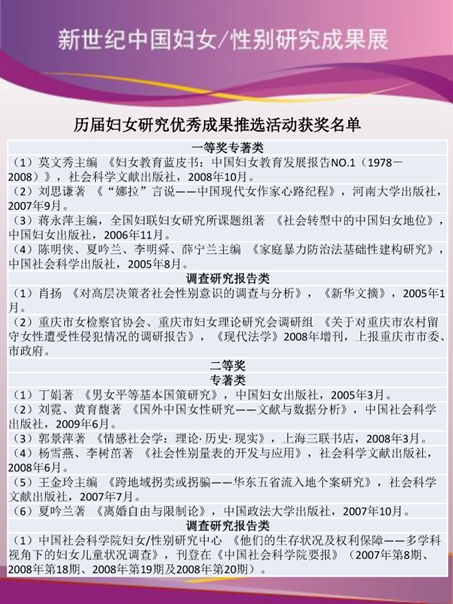 新世纪中国妇女/性别研究成果展
历届妇女研究优秀成果推选活动获奖名单
一等奖专著类
（1）莫文秀主编 《妇女教育蓝皮书：中国妇女教育发展报告NO.1（1978－
2008）》，社会科学文献出版社，2008年10月。
（2）刘思谦著 《“娜拉”言说——中国现代女作家心路纪程》，河南大学出版社，
2007年9月。
（3）蒋永萍主编，全国妇联妇女研究所课题组著 《社会转型中的中国妇女地位》，
中国妇女出版社，2006年11月。
（4）陈明侠、夏吟兰、李明舜、薛宁兰主编 《家庭暴力防治法基础性建构研究》，
中国社会科学出版社，2005年8月。
调查研究报告类
（1）肖扬 《对高层决策者社会性别意识的调查与分析》，《新华文摘》，2005年1
月。
（2）重庆市女检察官协会、重庆市妇女理论研究会调研组 《关于对重庆市农村留
守女性遭受性侵犯情况的调研报告》，《现代法学》2008年增刊，上报重庆市市委、
市政府。
二等奖
专著类
（1）丁娟著 《男女平等基本国策研究》，中国妇女出版社，2005年3月。
（2）刘霓、黄育馥著 《国外中国女性研究——文献与数据分析》，中国社会科学
出版社，2009年6月。
（3）郭景萍著 《情感社会学：理论·历史·现实》，上海三联书店，2008年3月。
（4）杨雪燕、李树茁著 《社会性别量表的开发与应用》，社会科学文献出版社，
2008年6月。
（5）王金玲主编 《跨地域拐卖或拐骗——华东五省流入地个案研究》，社会科学
文献出版社，2007年7月。
（6）夏吟兰著 《离婚自由与限制论》，中国政法大学出版社，2007年10月。
调查研究报告类
（1）中国社会科学院妇女/性别研究中心 《他们的生存状况及权利保障——多学科
视角下的妇女儿童状况调查》，刊登在《中国社会科学院要报》（2007年第8期、
2008年第18期、2008年第19期及2008年第20期）。